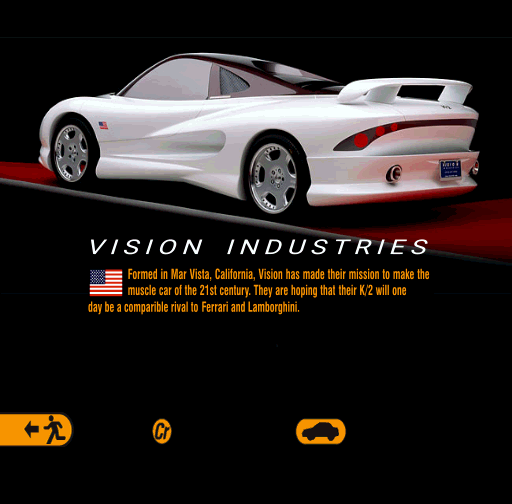 VISION INDUSTRIES
Formed in Mar Vista, California, Vision has made their mission to make the
muscle car of the 21st century. They are hoping that their K/2 will one
day be a comparible rival to Ferrari and Lamborghini.
Cr